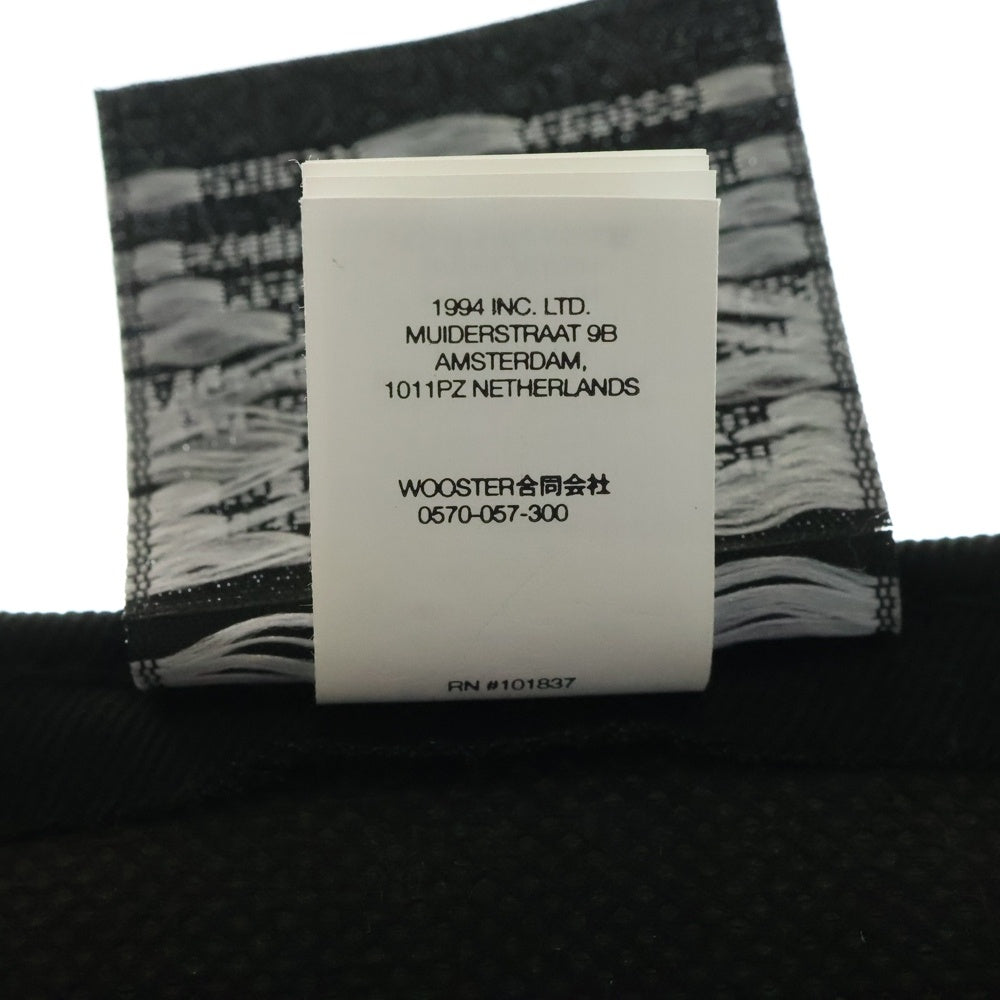 1994 INC. LTD.
MUIDERSTRAAT 9B
AMSTERDAM,
1011PZ NETHERLANDS
WOOSTER合同会社
0570-057-300
RN #101837